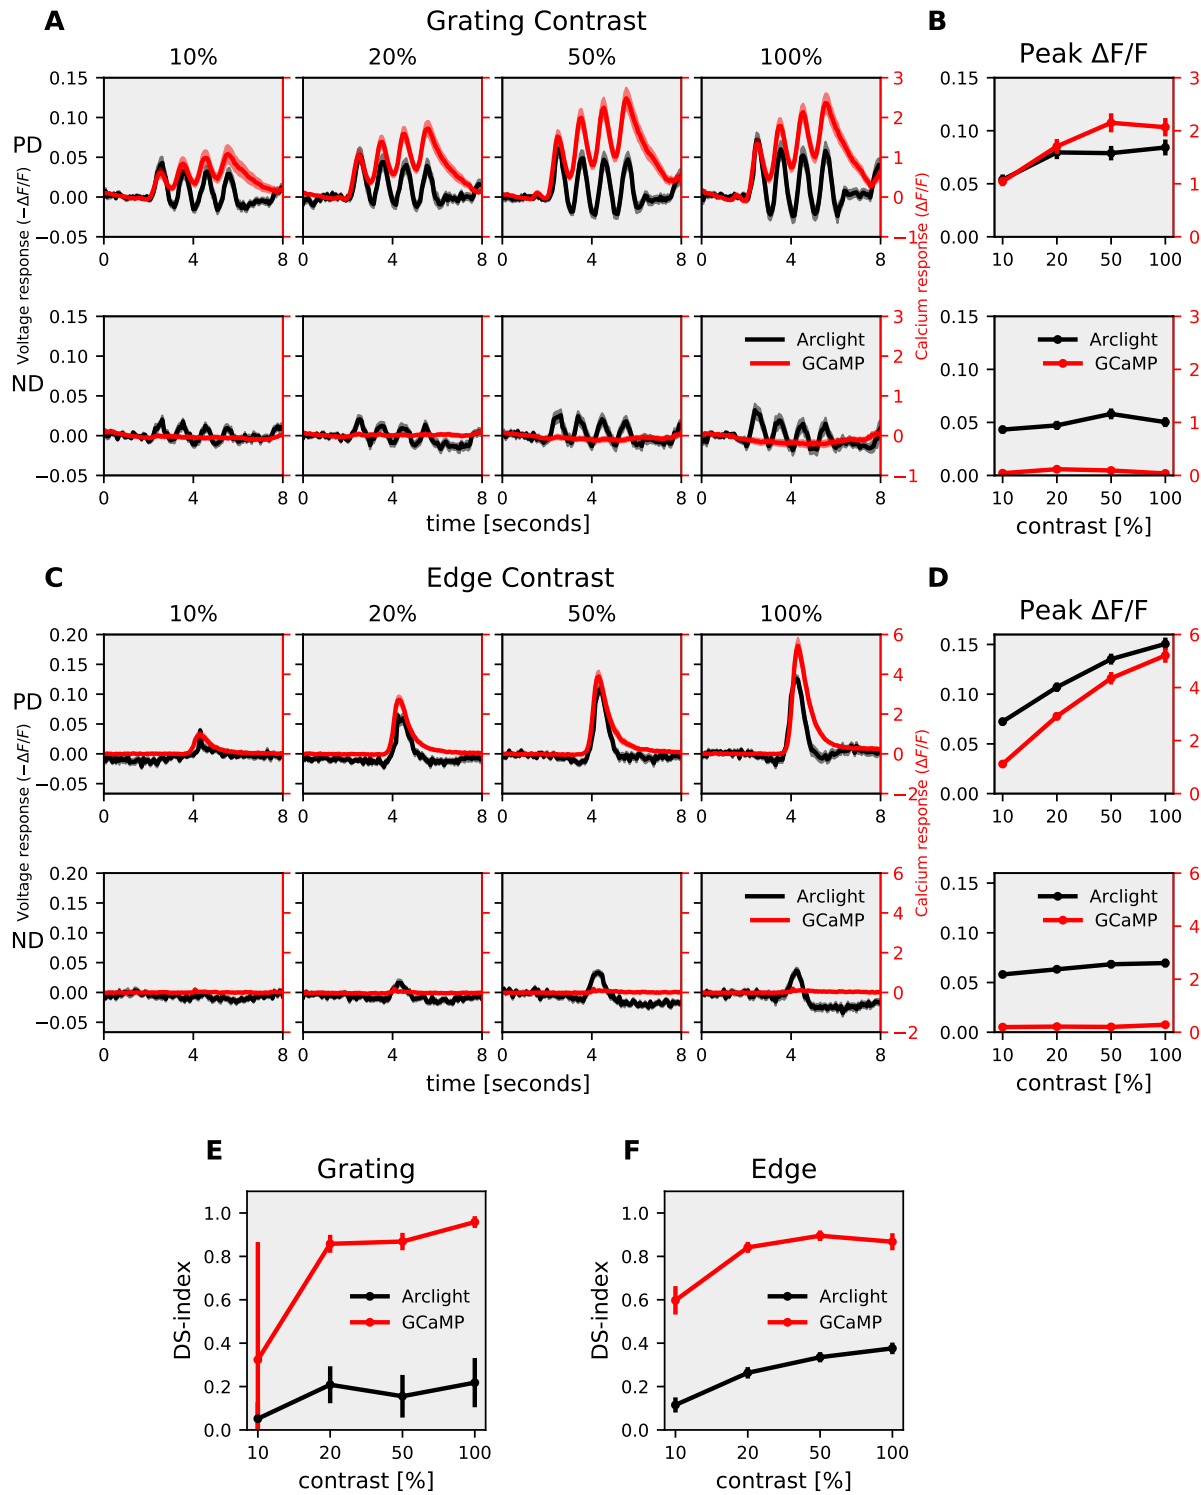 A
Grating Contrast
B
10%
20%
50%
100%
Peak ΔF/F
PD
0.15
0.10
0.05
0.00
−0.05
0 4 8
0 4 8
0 4 8
0 4 8
3
2
1
0
−1
0.15
0.10
0.05
0.00
10 20 50 100
3
2
1
0
Voltage response (−ΔF/F)
Calcium response (ΔF/F)
ND
0.15
0.10
0.05
0.00
−0.05
0 4 8
0 4 8
0 4 8
0 4 8
Arclight
GCaMP
3
2
1
0
−1
time [seconds]
0.15
0.10
0.05
0.00
Arclight
GCaMP
10 20 50 100
3
2
1
0
contrast [%]
C
Edge Contrast
D
10%
20%
50%
100%
Peak ΔF/F
PD
0.20
0.15
0.10
0.05
0.00
−0.05
0 4 8
0 4 8
0 4 8
0 4 8
6
4
2
0
−2
0.15
0.10
0.05
0.00
10 20 50 100
6
4
2
0
Voltage response (−ΔF/F)
Calcium response (ΔF/F)
ND
0.20
0.15
0.10
0.05
0.00
−0.05
0 4 8
0 4 8
0 4 8
0 4 8
Arclight
GCaMP
6
4
2
0
−2
time [seconds]
0.15
0.10
0.05
0.00
Arclight
GCaMP
10 20 50 100
6
4
2
0
contrast [%]
E
Grating
DS-index
1.0
0.8
0.6
0.4
0.2
0.0
Arclight
GCaMP
10 20 50 100
contrast [%]
F
Edge
DS-index
1.0
0.8
0.6
0.4
0.2
0.0
Arclight
GCaMP
10 20 50 100
contrast [%]